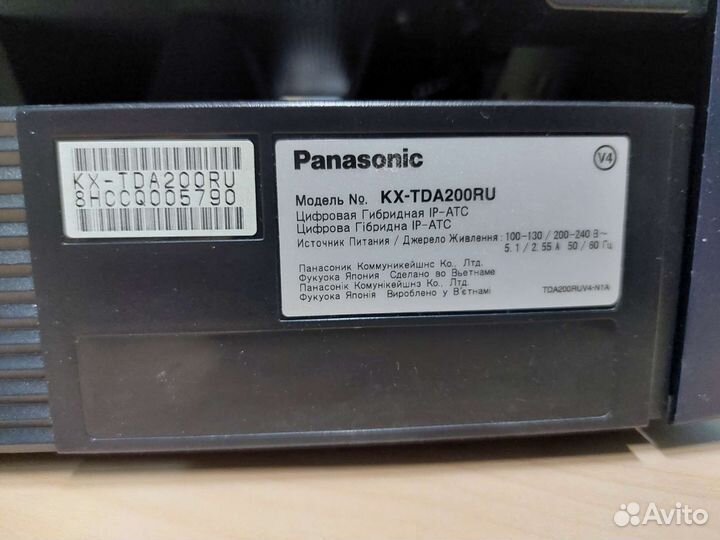 KX-TDA200RU
8HCCQ005790
Panasonic
V4
Модель No. KX-TDA200RU
Цифровая Гибридная IP-АТС
Цифрова Гібридна IP-АТС
Источник Питания / Джерело Живлення : 100-130 / 200-240 В~
5.1 / 2.55 А 50 / 60 Гц
Панасоник Коммуникейшнс Ко., Лтд.
Фукуока Япония Сделано во Вьетнаме
Панасонік Комунікейшнз Ко., Лтд.
Фукуока Японія Вироблено у В'єтнамі
TDA200RUV4-N1A
Avito